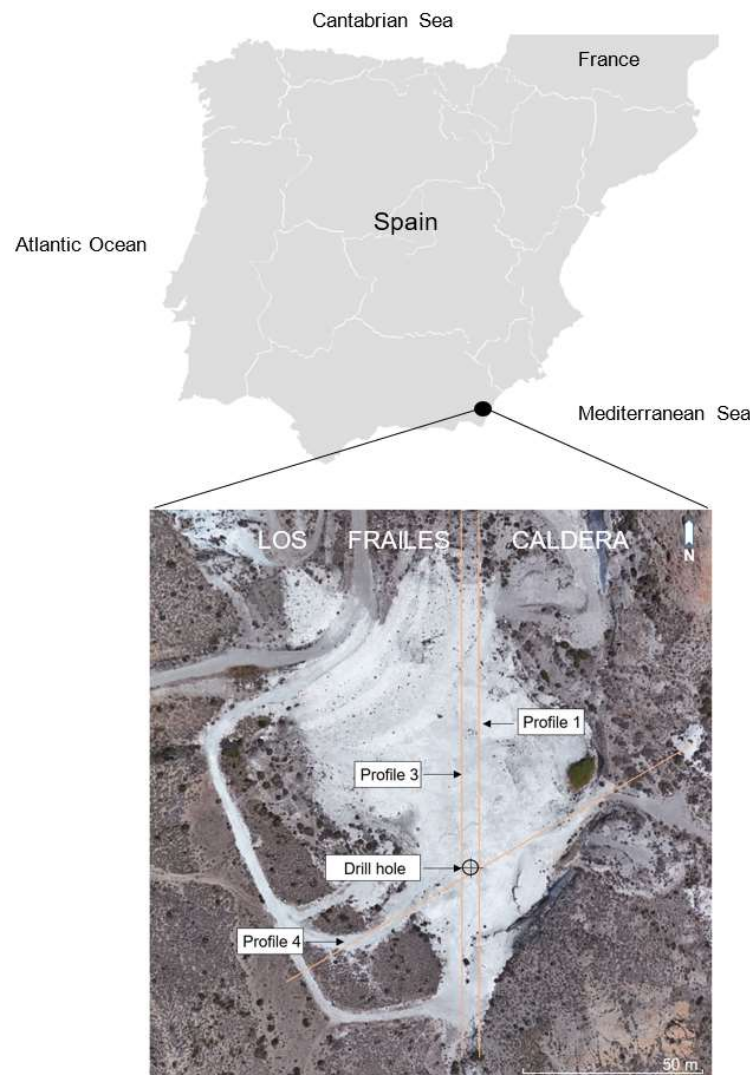 Cantabrian Sea
France
Spain
Atlantic Ocean
Mediterranean Sea
LOS FRAILES CALDERA
N
Profile 1
Profile 3
Drill hole
Profile 4
50 m